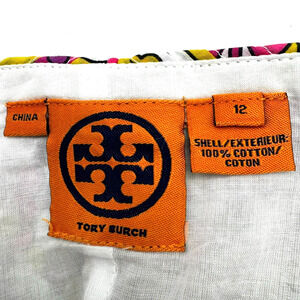 CHINA
TORY BURCH
12
SHELL/EXTERIEUR:
100% COTTON/
COTON